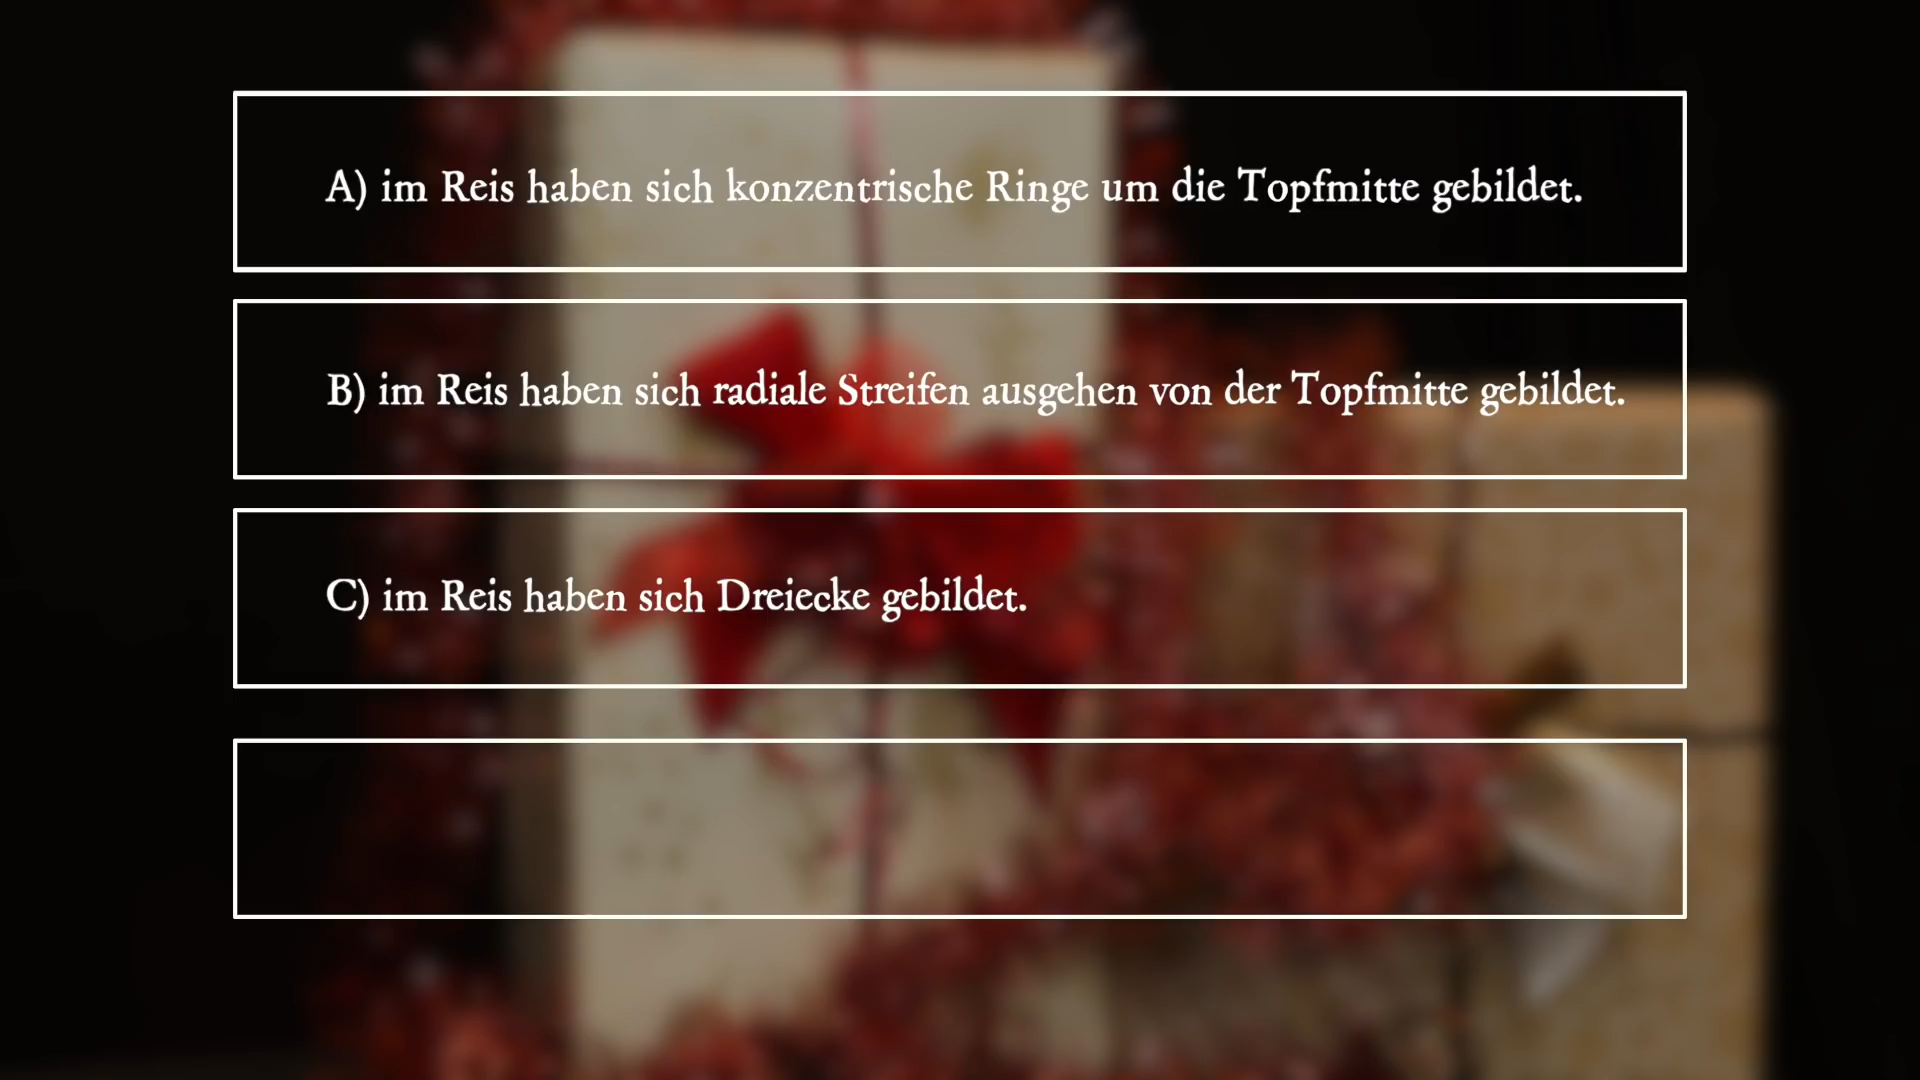 A) im Reis haben sich konzentrische Ringe um die Topfmitte gebildet.
B) im Reis haben sich radiale Streifen ausgehen von der Topfmitte gebildet.
C) im Reis haben sich Dreiecke gebildet.